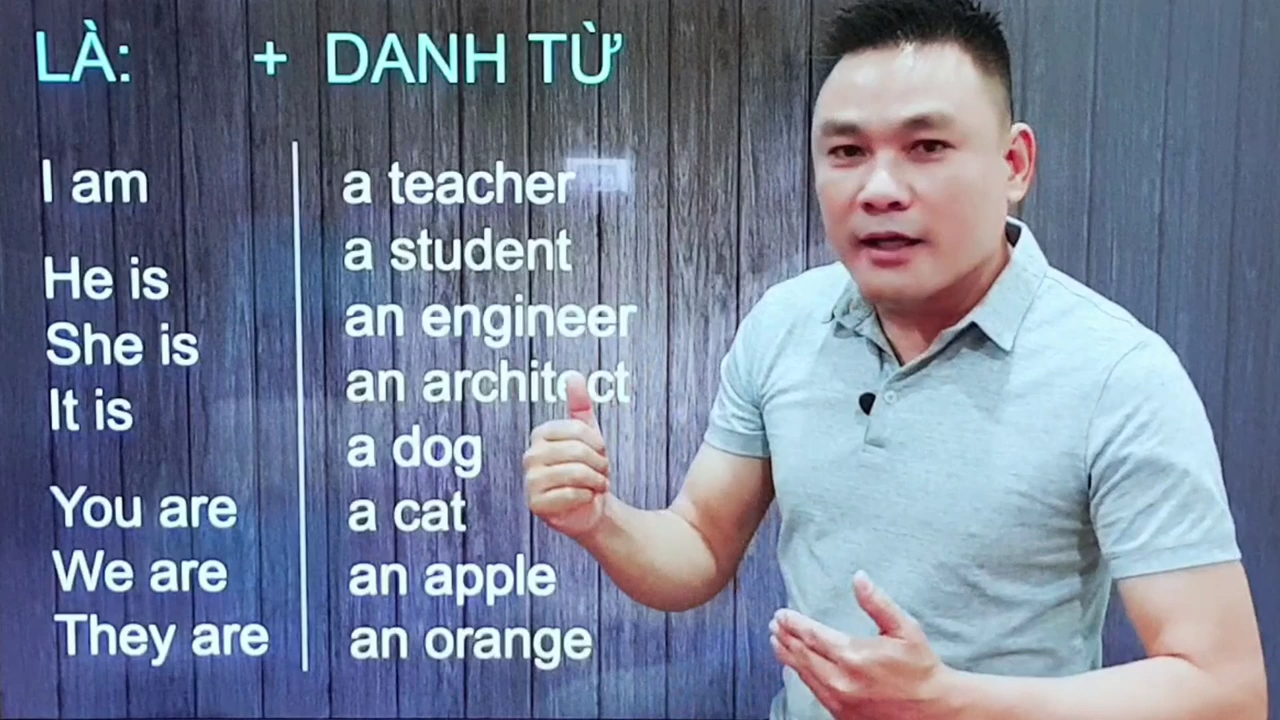 LÀ: + DANH TỪ
I am
He is
She is
It is
You are
We are
They are
a teacher
a student
an engineer
an architect
a dog
a cat
an apple
an orange